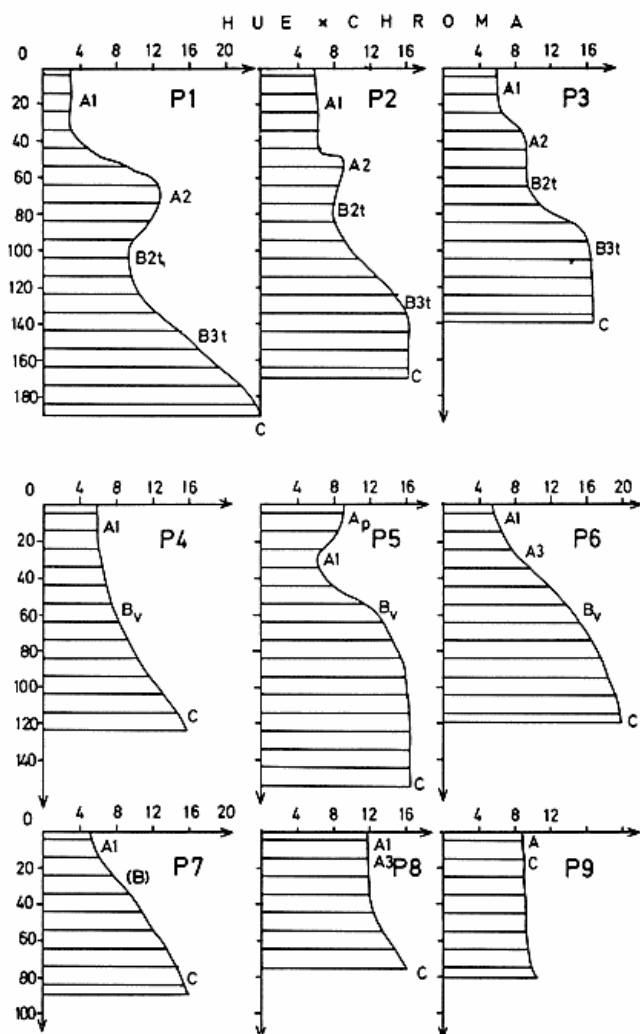 HUE × CHROMA
0 4 8 12 16 20 4 8 12 16 4 8 12 16
A1 P1 A1 P2 A1 P3
20
40
A2 A2
60
A2 B2t
80
B2t
100
B2t B3t
120
B3t
140
B3t C
160
C
180
C
0 4 8 12 16 4 8 12 16 4 8 12 16 20
Ap A1
A1 P4 P5 P6
20
A1 A3
40
Bv Bv Bv
60
80
100
C C
120
140
C
0 4 8 12 16 20 4 8 12 16 4 8 12 16
A1 A1 A
P7 A3 P8 C P9
20
(B)
40
60
C
80
C
100